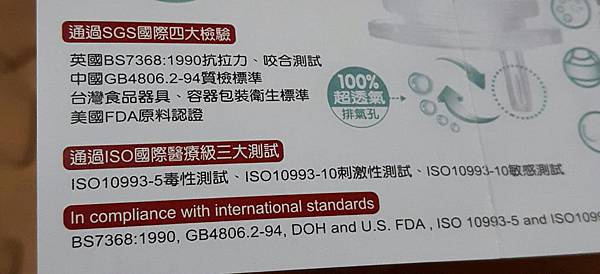 通過SGS國際四大檢驗
英國BS7368:1990抗拉力、咬合測試
中國GB4806.2-94質檢標準
台灣食品器具、容器包裝衛生標準
美國FDA原料認證
100%
超透氣
排氣孔
通過ISO國際醫療級三大測試
ISO10993-5毒性測試、ISO10993-10刺激性測試、ISO10993-10敏感測試
In compliance with international standards
BS7368:1990, GB4806.2-94, DOH and U.S. FDA , ISO 10993-5 and ISO109